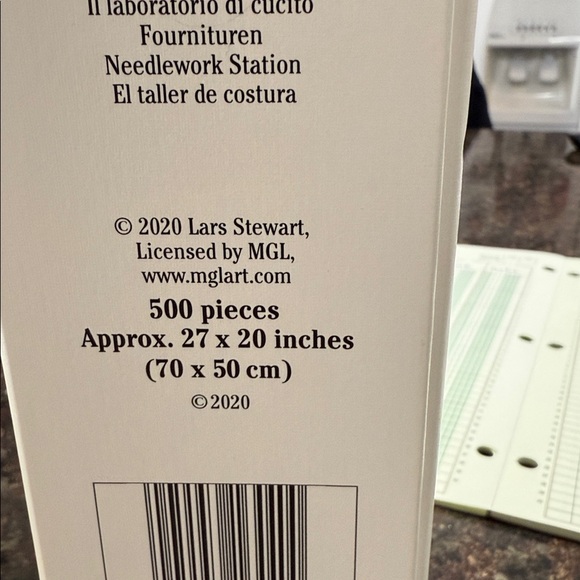 Il laboratorio di cucito
Fournituren
Needlework Station
El taller de costura
© 2020 Lars Stewart,
Licensed by MGL,
www.mglart.com
500 pieces
Approx. 27 x 20 inches
(70 x 50 cm)
© 2020